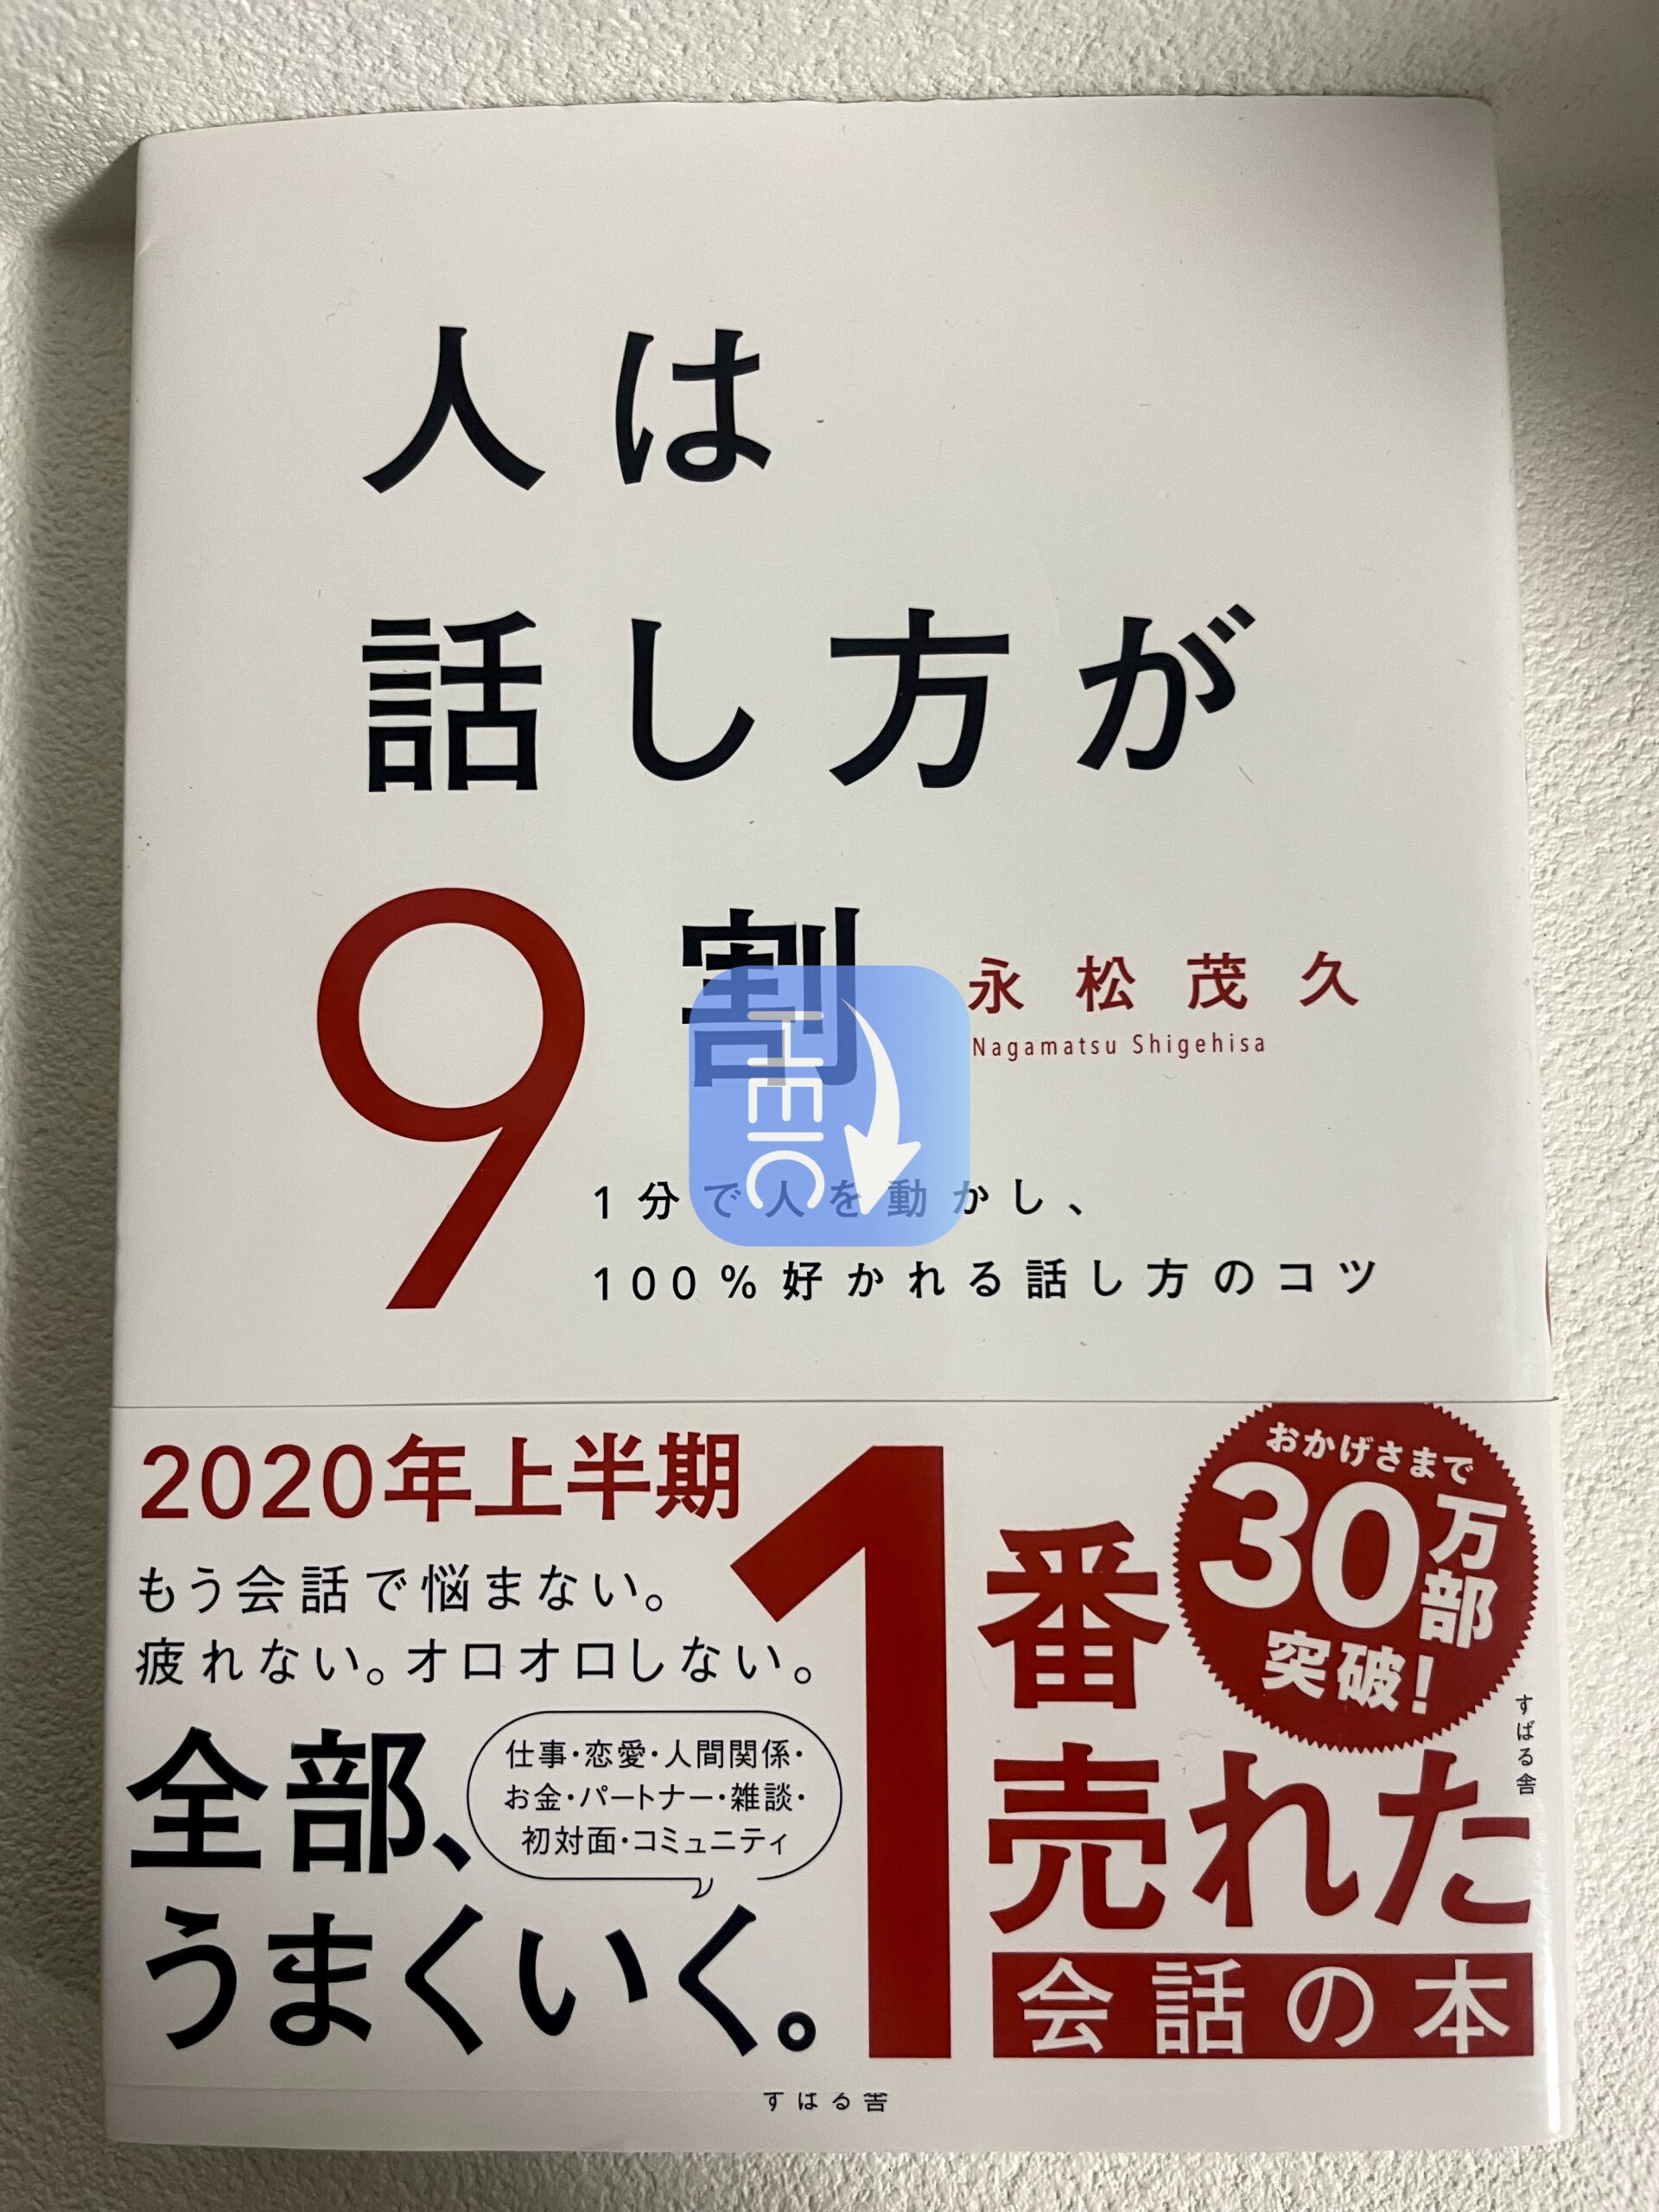 人は
話し方が
9割
永松茂久
Nagamatsu Shigehisa
HEIC
1分で人を動かし、
100%好かれる話し方のコツ
2020年上半期
1番
売れた
会話の本
おかげさまで
30万部
突破!
もう会話で悩まない。
疲れない。オロオロしない。
全部、
仕事・恋愛・人間関係・
お金・パートナー・雑談・
初対面・コミュニティ
うまくいく。
すばる舎
すばる舎